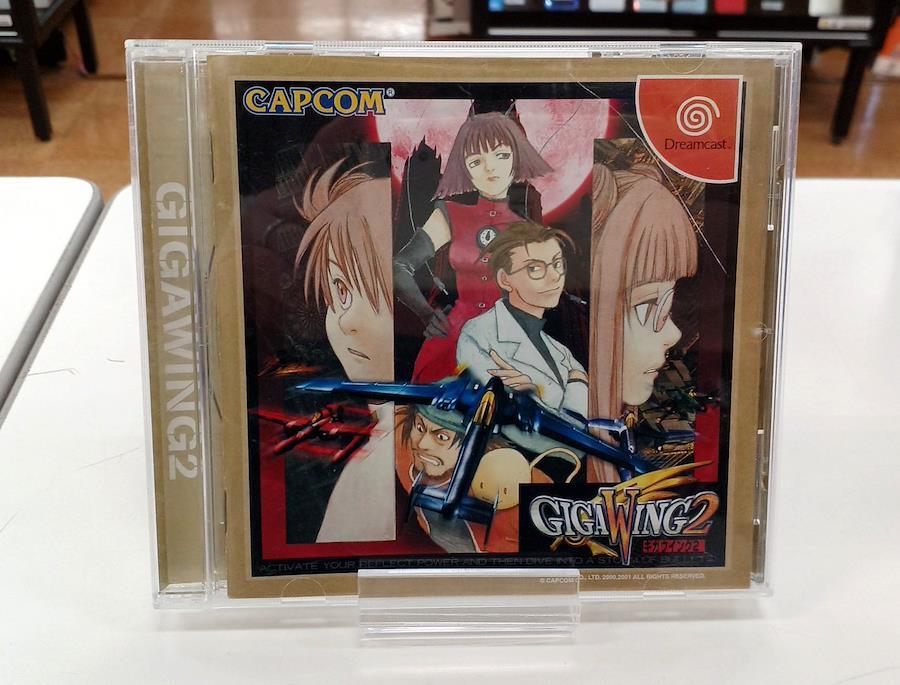 CAPCOM®
Dreamcast™
GIGAWING2
GIGAWING2
ギガウイング2
ACTIVATE YOUR REFLECT POWER AND THEN DIVE INTO A STORM OF BULLETS
© CAPCOM CO., LTD. 2000,2001 ALL RIGHTS RESERVED.